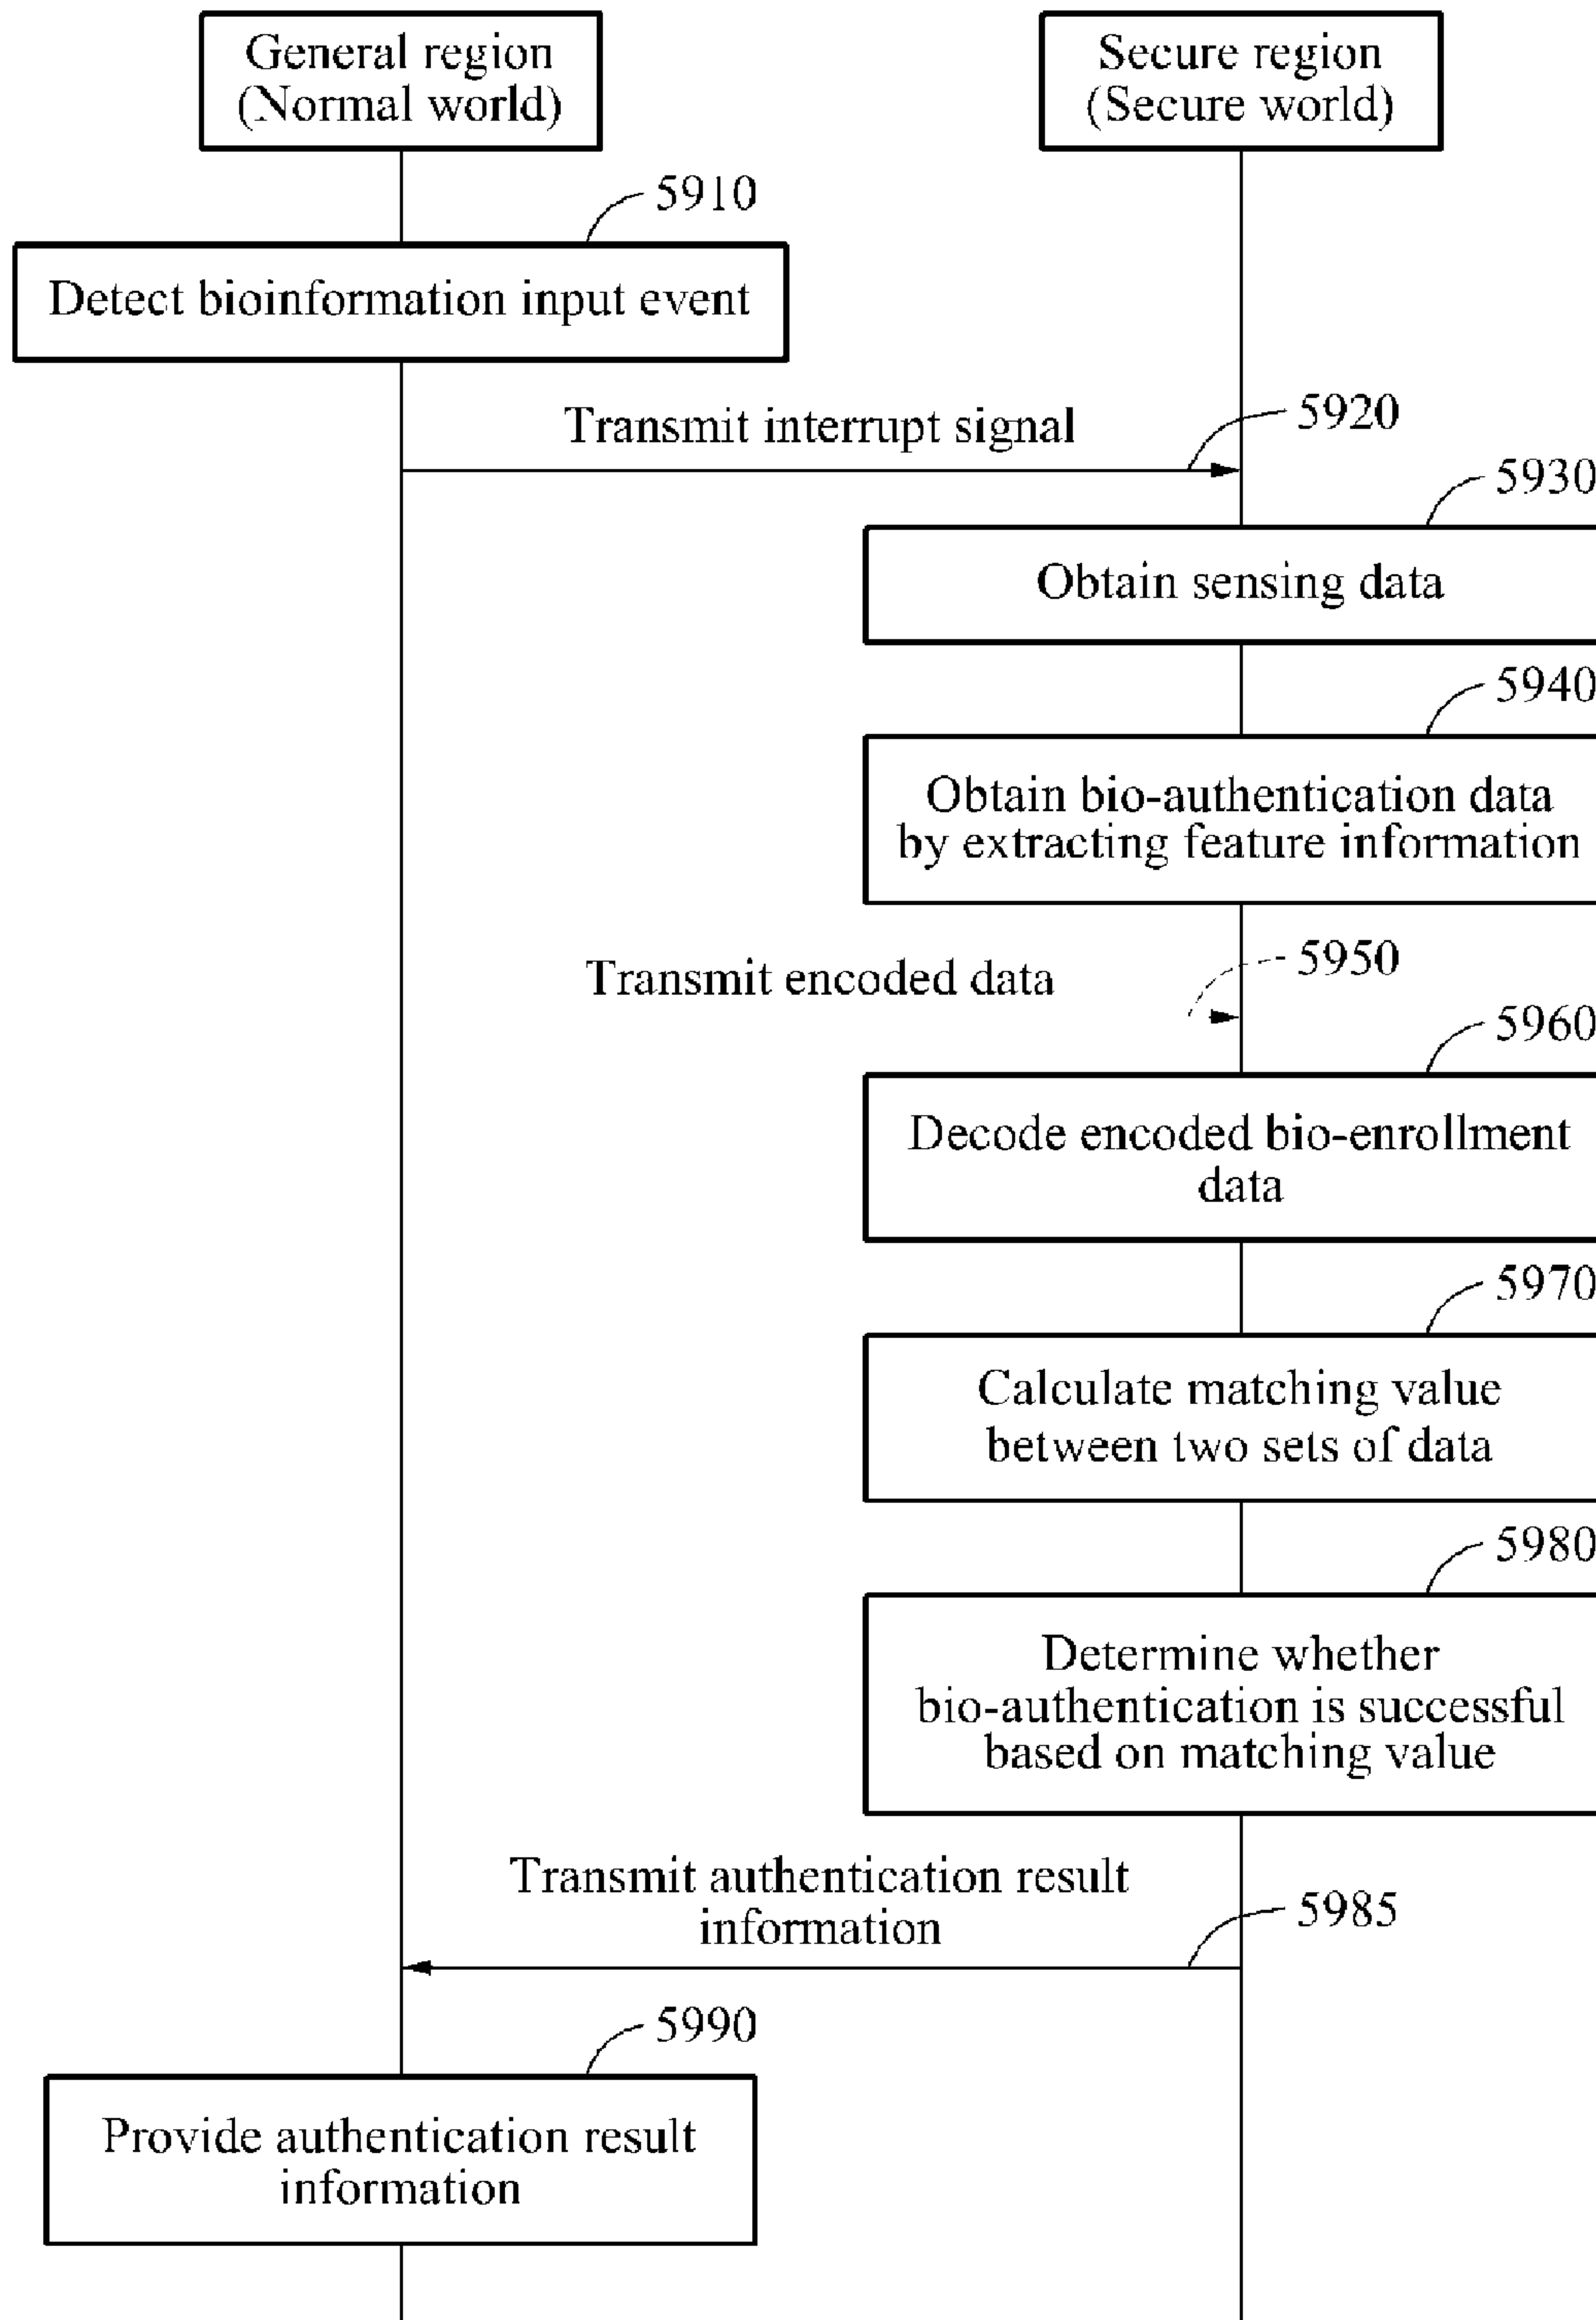 General region
(Normal world)
Secure region
(Secure world)
5910
Detect bioinformation input event
Transmit interrupt signal
5920
5930
Obtain sensing data
5940
Obtain bio-authentication data
by extracting feature information
Transmit encoded data
5950
5960
Decode encoded bio-enrollment
data
5970
Calculate matching value
between two sets of data
5980
Determine whether
bio-authentication is successful
based on matching value
Transmit authentication result
information
5985
5990
Provide authentication result
information